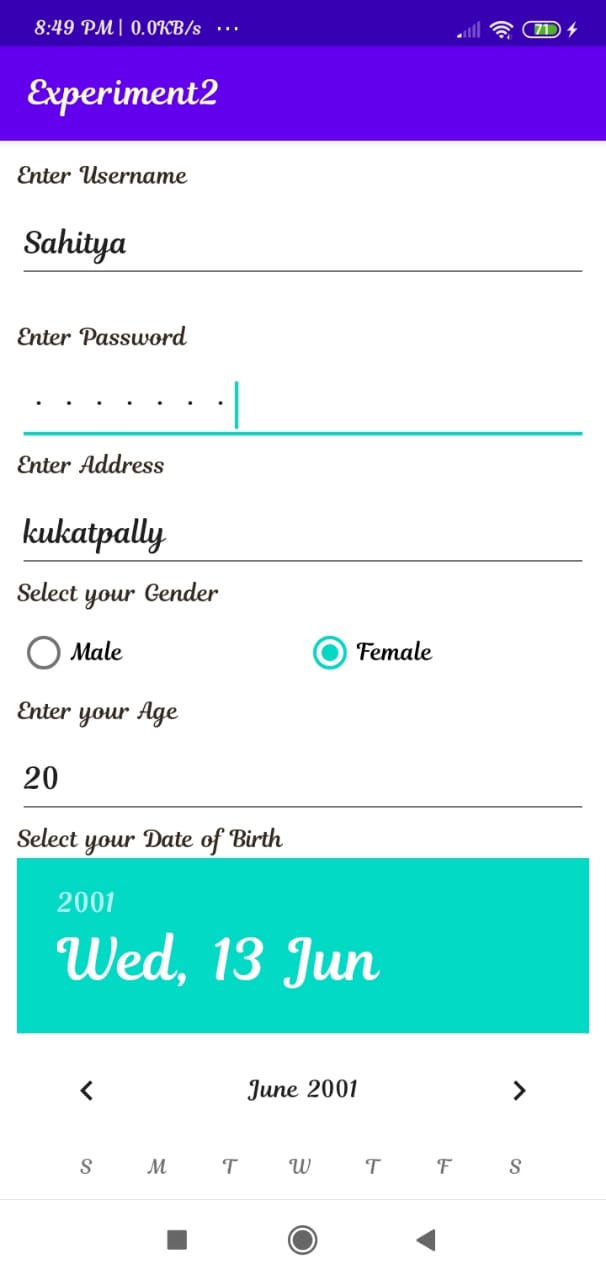 8:49 PM | 0.0KB/s ... 71
Experiment2
Enter Username
Sahitya
Enter Password
.......
Enter Address
kukatpally
Select your Gender
Male Female
Enter your Age
20
Select your Date of Birth
2001
Wed, 13 Jun
June 2001
S M T W T F S